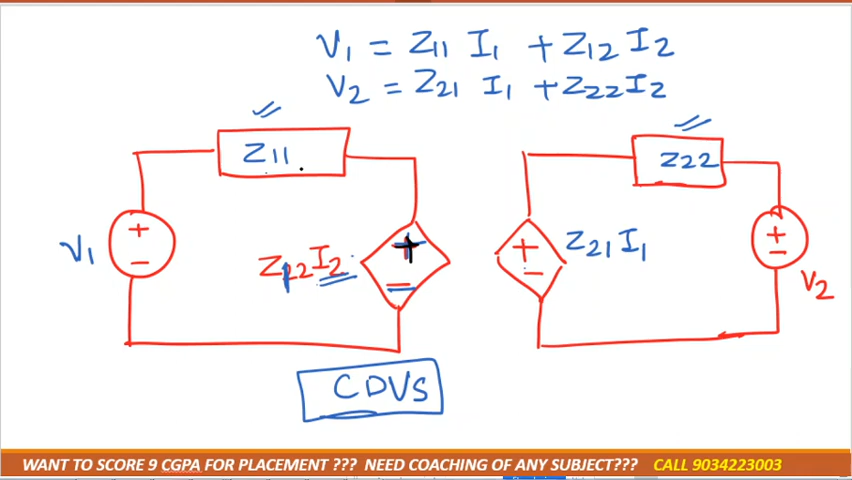 V1 = Z11 I1 + Z12 I2
V2 = Z21 I1 + Z22 I2
Z11
Z22
V1
+
-
Z12 I2
+
-
+
-
Z21 I1
+
-
V2
CDVS
WANT TO SCORE 9 CGPA FOR PLACEMENT ??? NEED COACHING OF ANY SUBJECT??? CALL 9034223003